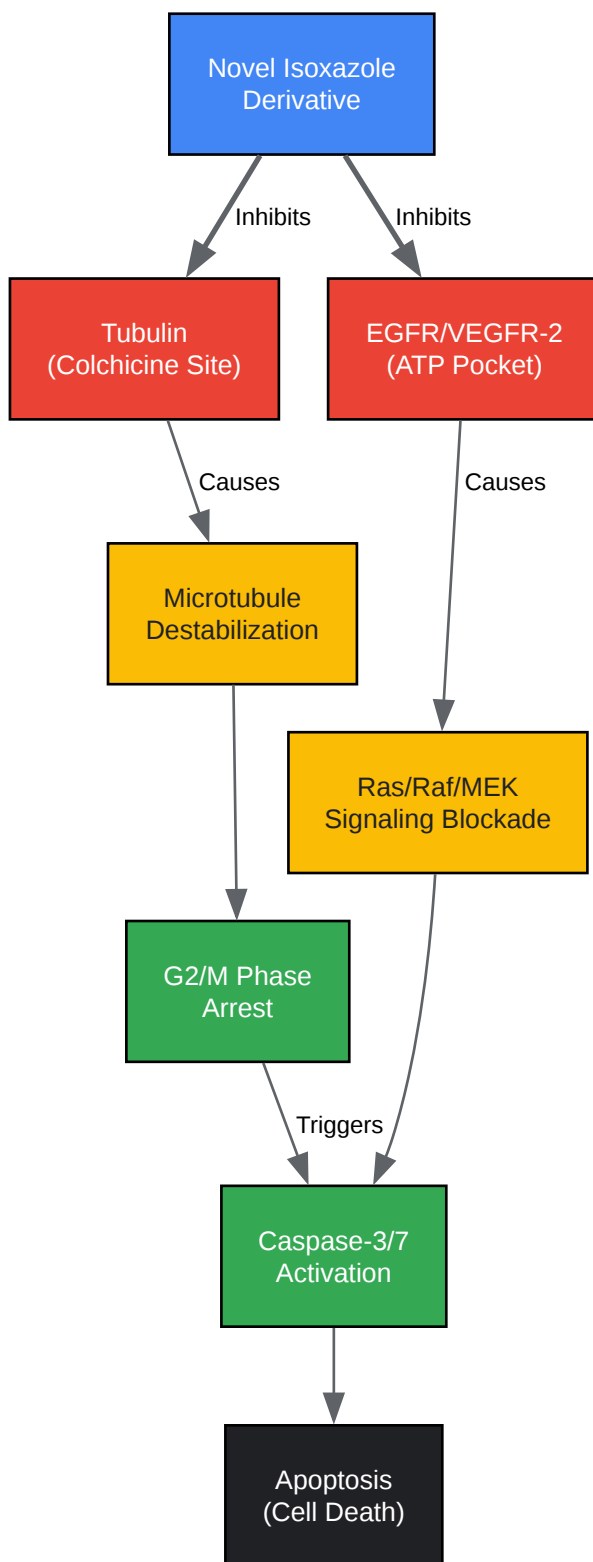 Novel Isoxazole
Derivative
Inhibits
Inhibits
Tubulin
(Colchicine Site)
EGFR/VEGFR-2
(ATP Pocket)
Causes
Causes
Microtubule
Destabilization
Ras/Raf/MEK
Signaling Blockade
G2/M Phase
Arrest
Triggers
Caspase-3/7
Activation
Apoptosis
(Cell Death)